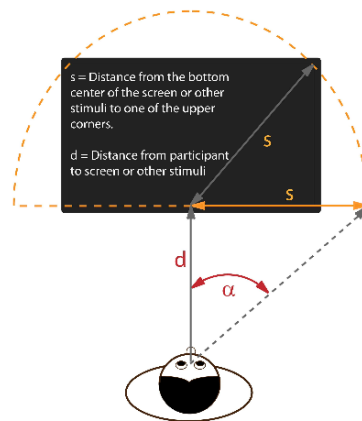 s = Distance from the bottom
center of the screen or other
stimuli to one of the upper
corners.
d = Distance from participant
to screen or other stimuli
s
s
d
α